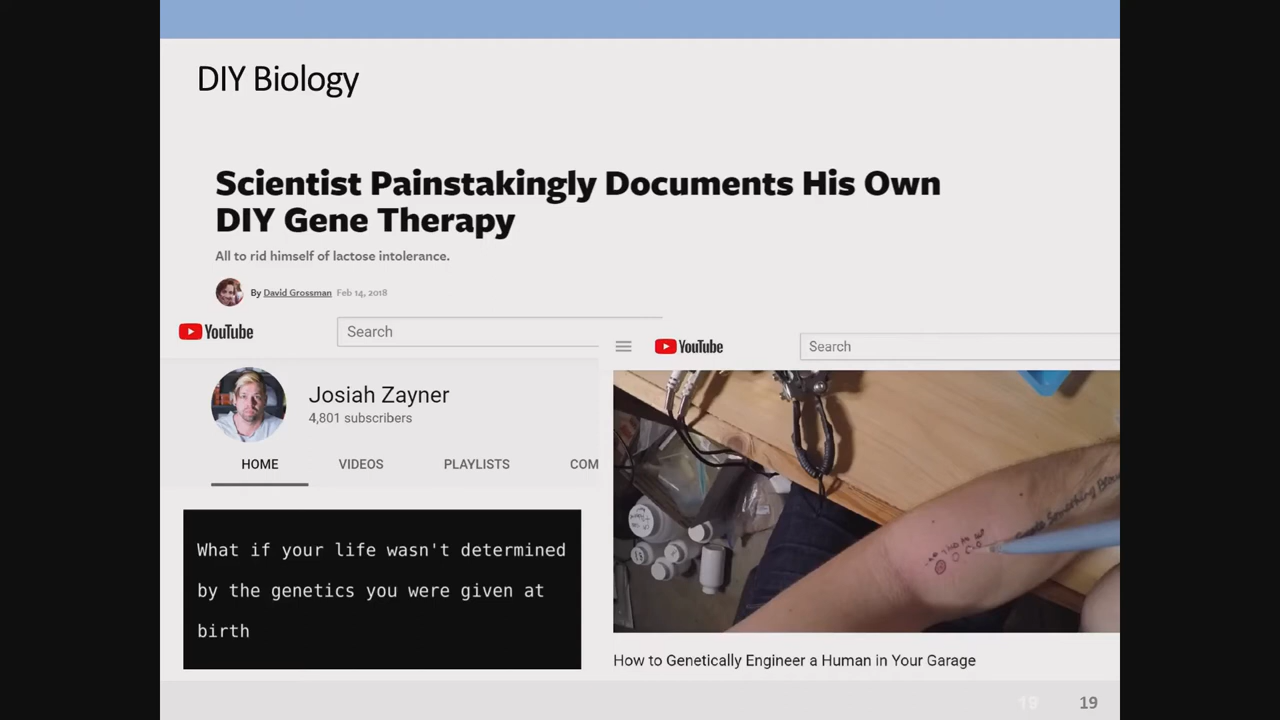 DIY Biology
Scientist Painstakingly Documents His Own
DIY Gene Therapy
All to rid himself of lactose intolerance.
By David Grossman Feb 14, 2018
YouTube
Search
Josiah Zayner
4,801 subscribers
HOME VIDEOS PLAYLISTS COM
What if your life wasn't determined
by the genetics you were given at
birth
YouTube
Search
Something
How to Genetically Engineer a Human in Your Garage
19 19